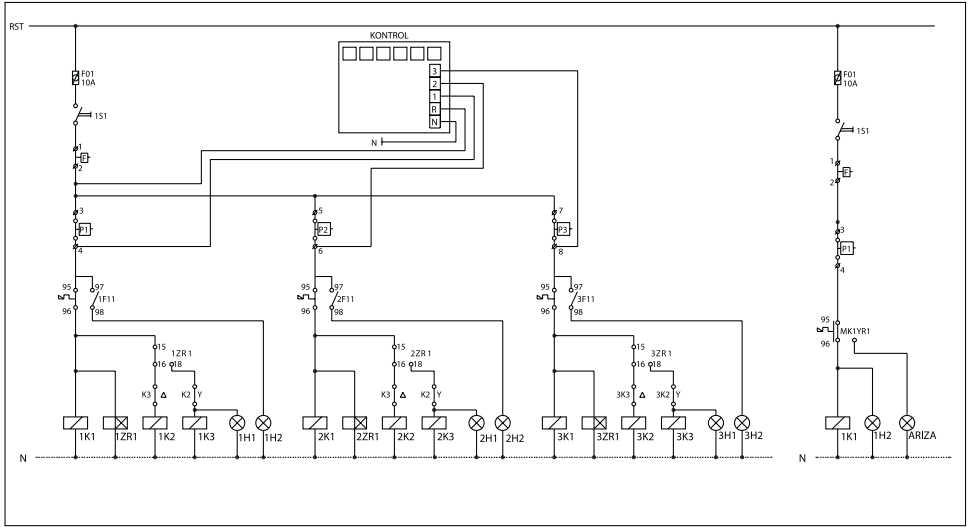 RST
KONTROL
3
2
1
R
N
N
F01
10A
1S1
1
F
2
3
P1
4
5
P2
6
7
P3
8
95
97
1F11
96
98
95
97
2F11
96
98
95
97
3F11
96
98
15
1ZR1
16
18
K3
Δ
K2
Y
15
2ZR1
16
18
K3
Δ
K2
Y
15
3ZR1
16
18
3K3
Δ
3K2
Y
1K1
1ZR1
1K2
1K3
1H1
1H2
2K1
2ZR1
2K2
2K3
2H1
2H2
3K1
3ZR1
3K2
3K3
3H1
3H2
N
F01
10A
1S1
1
F
2
3
P1
4
95
MK1YR1
96
1K1
1H2
ARIZA
N